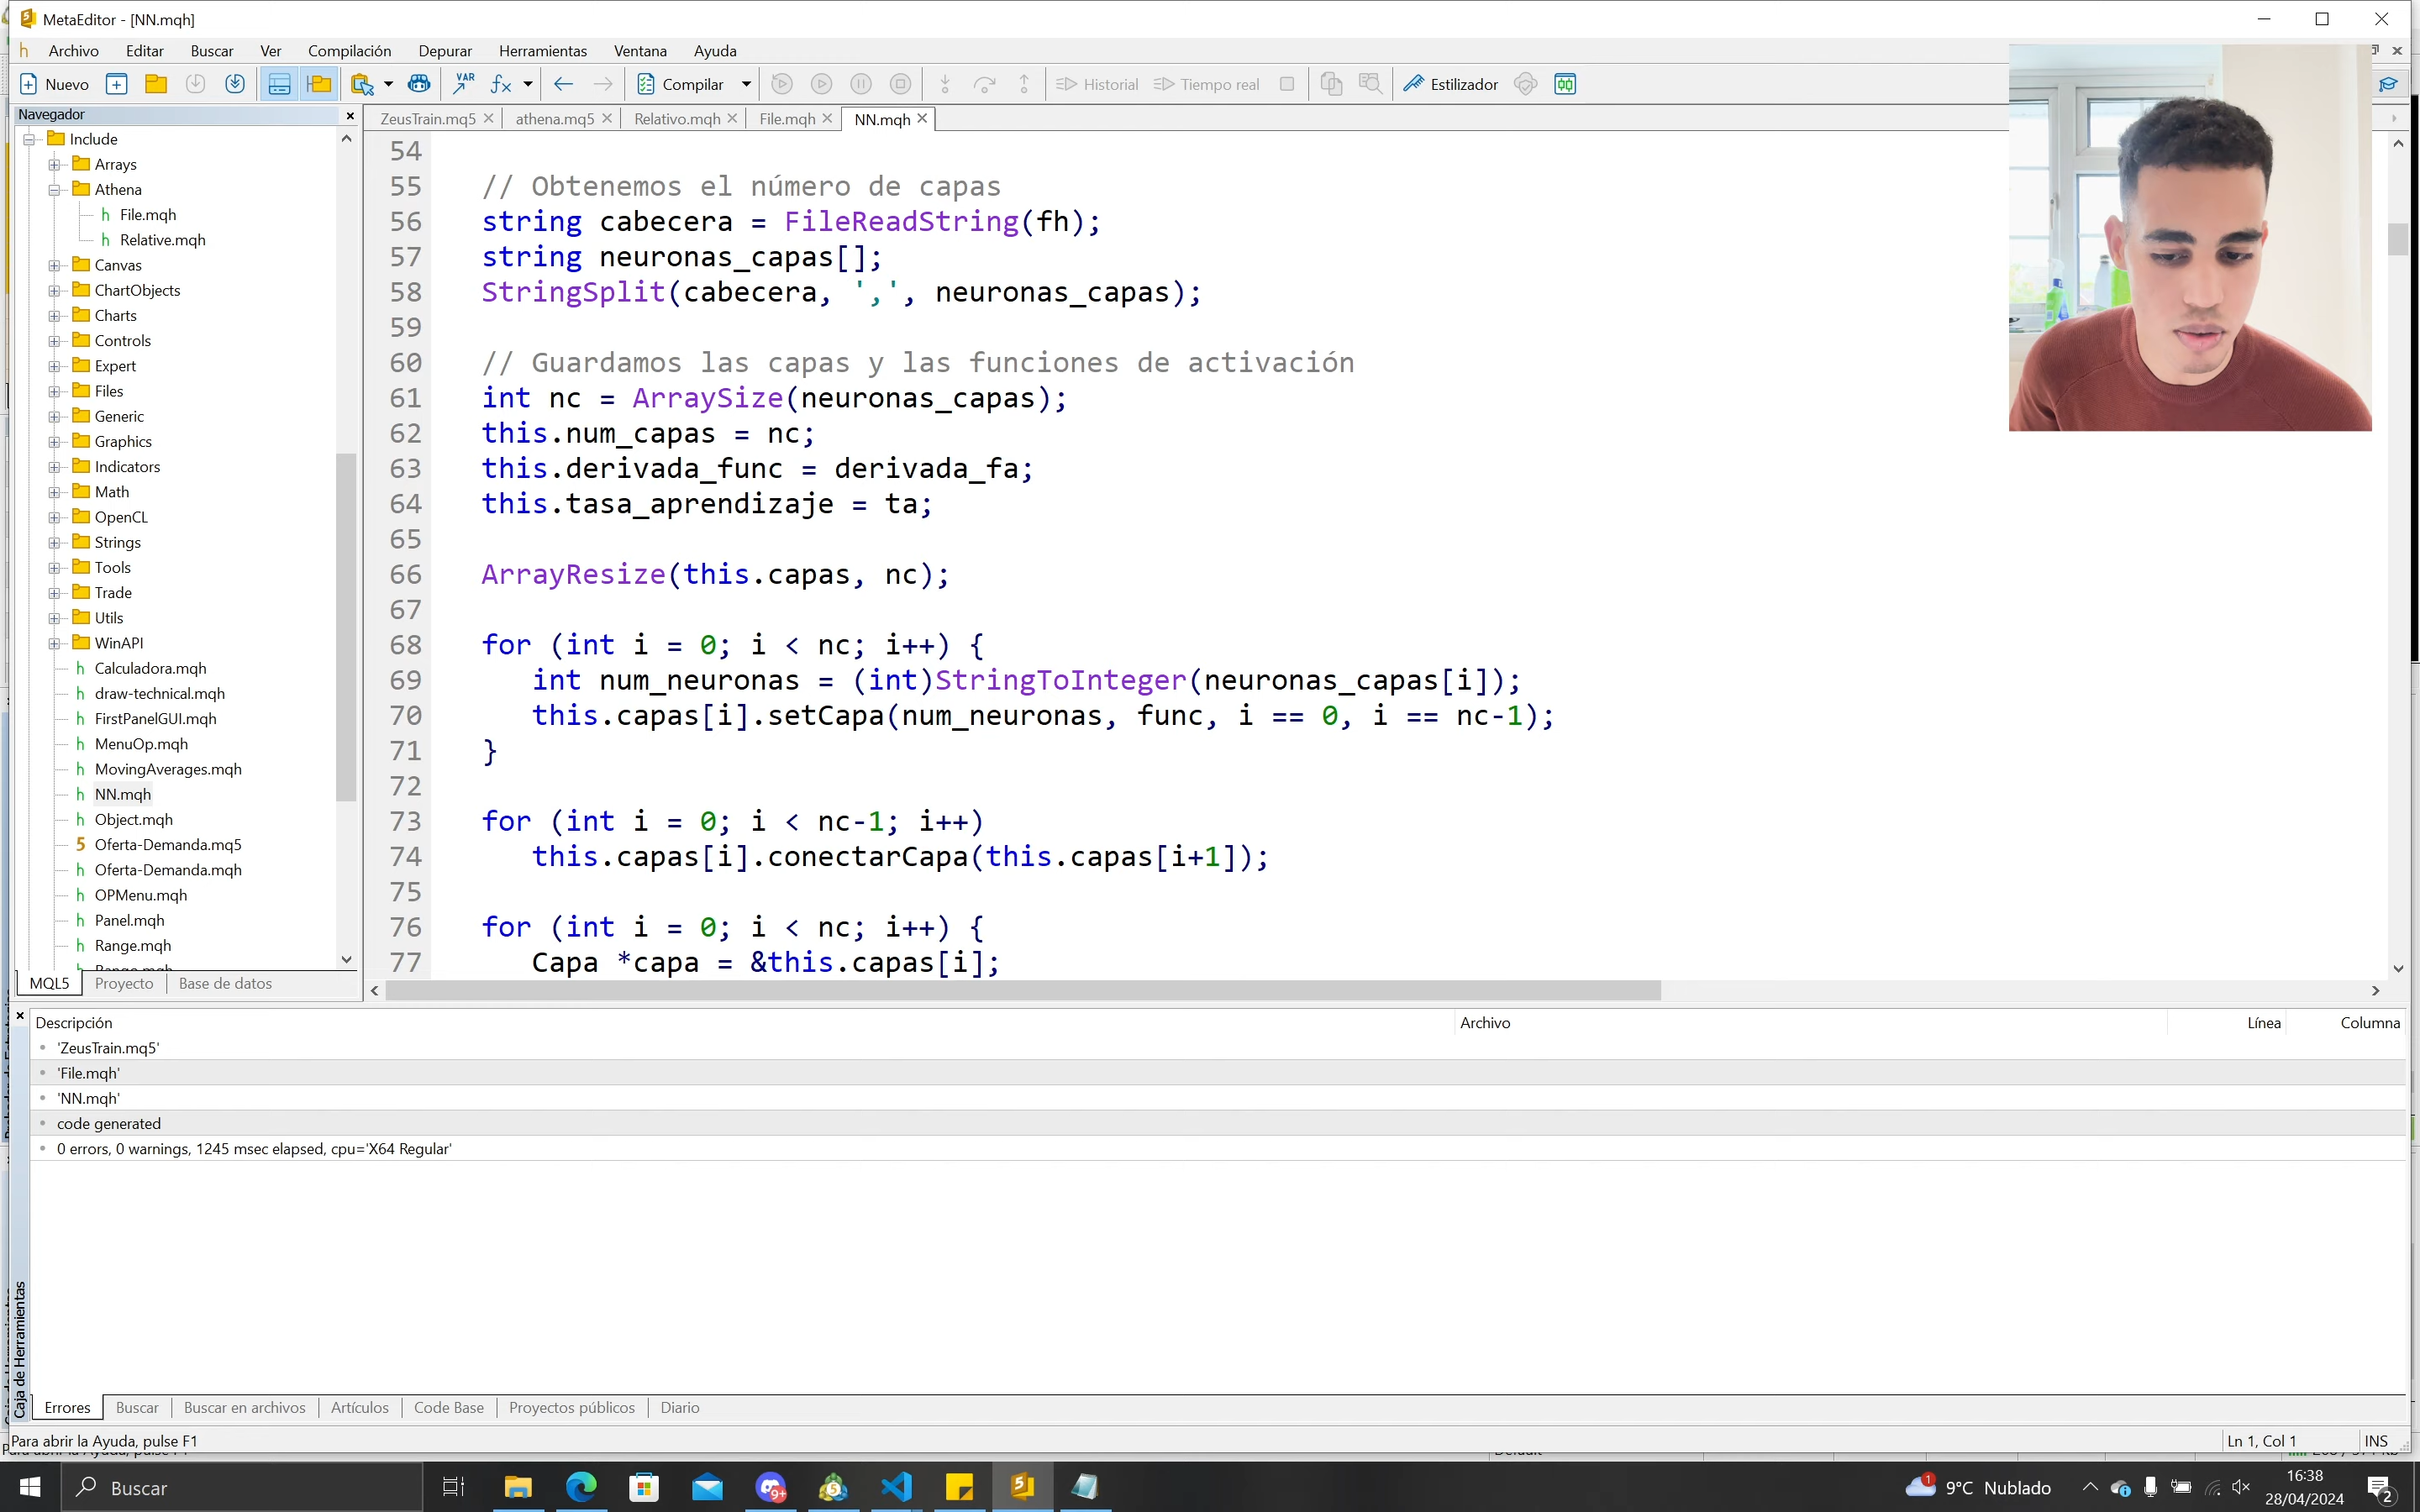 MetaEditor - [NN.mqh]
Archivo Editar Buscar Ver Compilación Depurar Herramientas Ventana Ayuda
Nuevo VAR fx Compilar Historial Tiempo real Estilizador
Navegador
ZeusTrain.mq5 athena.mq5 Relativo.mqh File.mqh NN.mqh
Include
Arrays
Athena
File.mqh
Relative.mqh
Canvas
ChartObjects
Charts
Controls
Expert
Files
Generic
Graphics
Indicators
Math
OpenCL
Strings
Tools
Trade
Utils
WinAPI
Calculadora.mqh
draw-technical.mqh
FirstPanelGUI.mqh
MenuOp.mqh
MovingAverages.mqh
NN.mqh
Object.mqh
Oferta-Demanda.mq5
Oferta-Demanda.mqh
OPMenu.mqh
Panel.mqh
Range.mqh
MQL5 Proyecto Base de datos
54
55 // Obtenemos el número de capas
56 string cabecera = FileReadString(fh);
57 string neuronas_capas[];
58 StringSplit(cabecera, ',', neuronas_capas);
59
60 // Guardamos las capas y las funciones de activación
61 int nc = ArraySize(neuronas_capas);
62 this.num_capas = nc;
63 this.derivada_func = derivada_fa;
64 this.tasa_aprendizaje = ta;
65
66 ArrayResize(this.capas, nc);
67
68 for (int i = 0; i < nc; i++) {
69 int num_neuronas = (int)StringToInteger(neuronas_capas[i]);
70 this.capas[i].setCapa(num_neuronas, func, i == 0, i == nc-1);
71 }
72
73 for (int i = 0; i < nc-1; i++)
74 this.capas[i].conectarCapa(this.capas[i+1]);
75
76 for (int i = 0; i < nc; i++) {
77 Capa *capa = &this.capas[i];
Descripción Archivo Línea Columna
'ZeusTrain.mq5'
'File.mqh'
'NN.mqh'
code generated
0 errors, 0 warnings, 1245 msec elapsed, cpu='X64 Regular'
Caja de Herramientas
Errores Buscar Buscar en archivos Artículos Code Base Proyectos públicos Diario
Para abrir la Ayuda, pulse F1 Ln 1, Col 1 INS
Buscar 9+ 1 9°C Nublado 16:38
28/04/2024 2